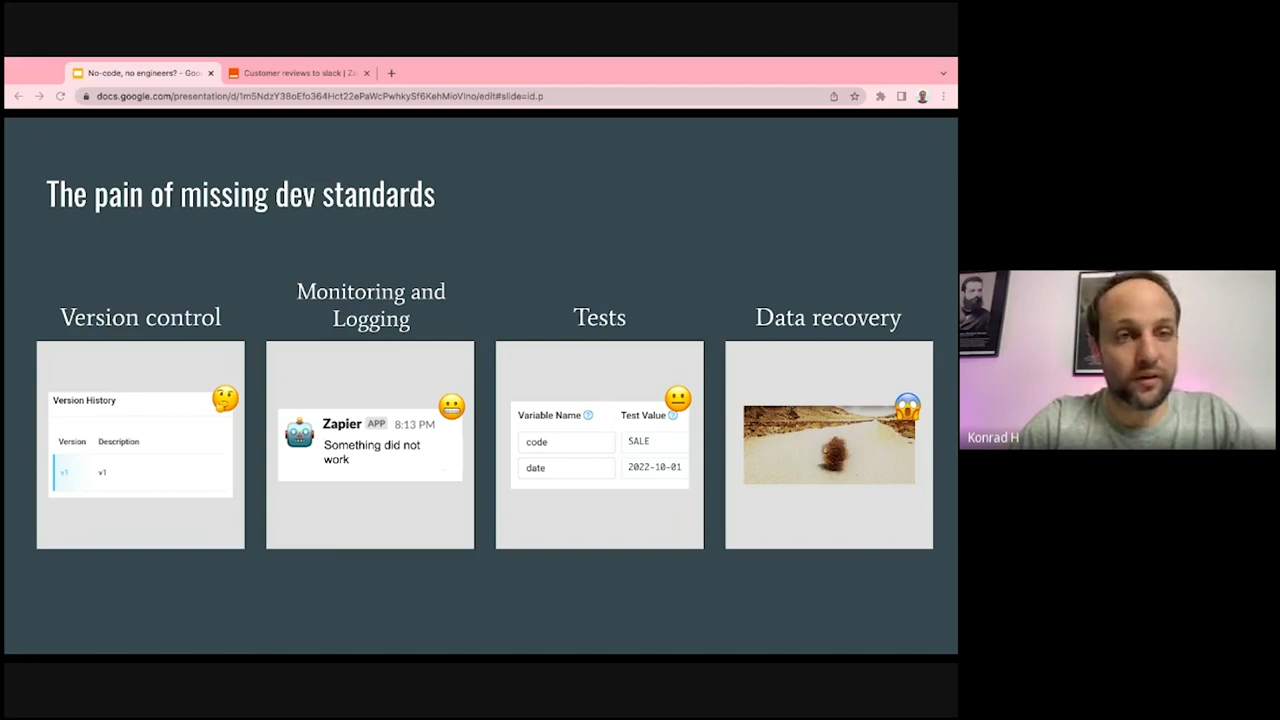 No-code, no engineers? - Goo
Customer reviews to slack | Za
docs.google.com/presentation/d/1m5NdzY38oEfo364Hct22ePaWcPwhkySf6KehMioVIno/edit#slide=id.p
The pain of missing dev standards
Version control
Monitoring and
Logging
Tests
Data recovery
Version History
Version Description
v1 v1
Zapier APP 8:13 PM
Something did not
work
Variable Name Test Value
code SALE
date 2022-10-01
Konrad H